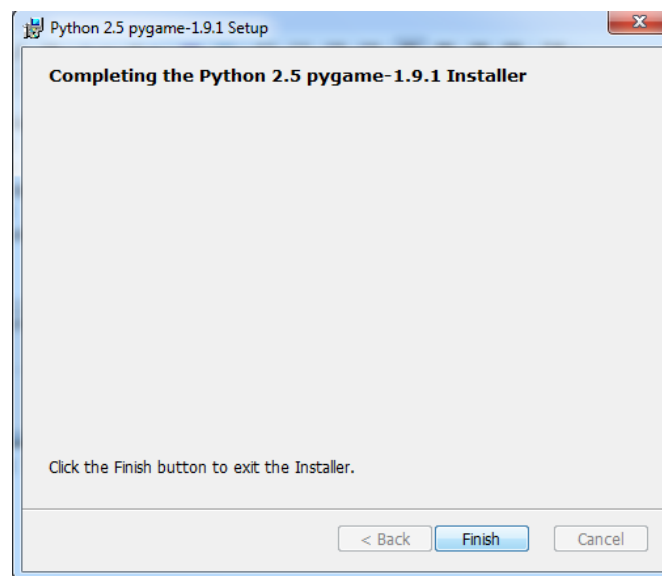 Python 2.5 pygame-1.9.1 Setup
Completing the Python 2.5 pygame-1.9.1 Installer
Click the Finish button to exit the Installer.
< Back Finish Cancel